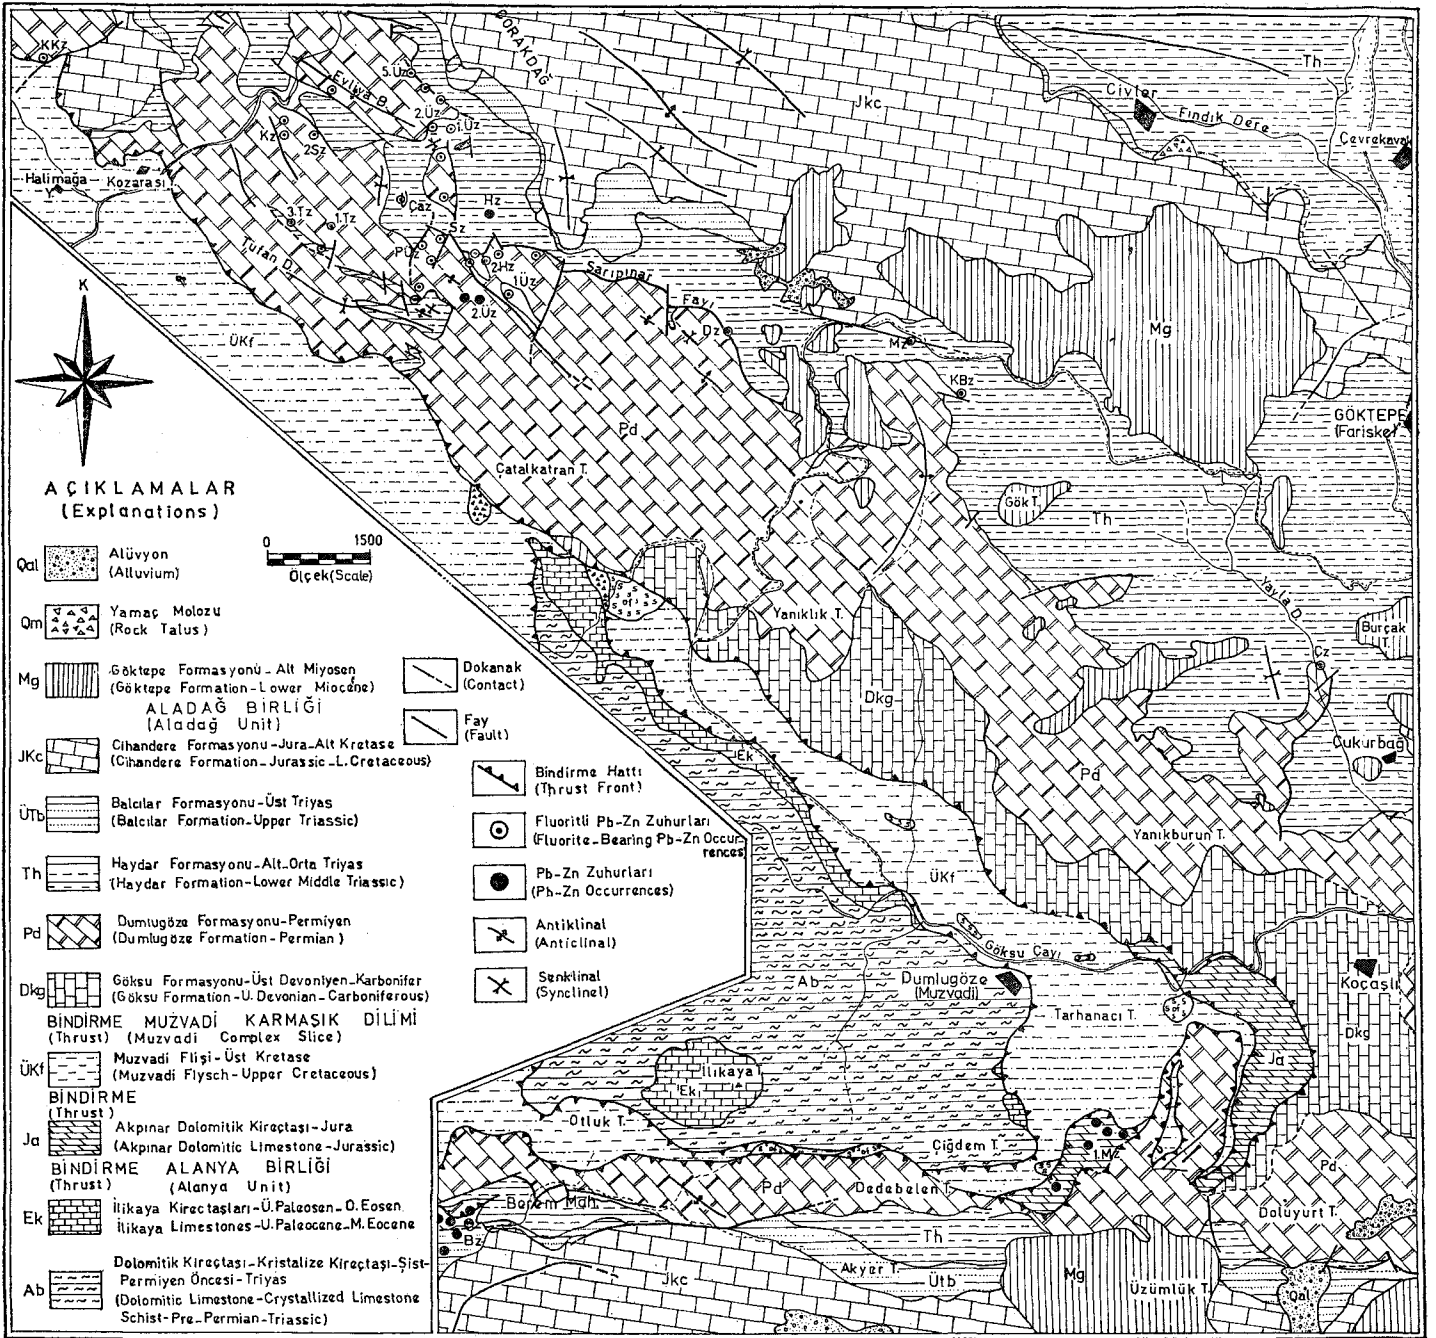 KKz
5.Üz
Evliya B.
2.Üz
1.Üz
Kz
2Sz
Halimağa
Kozarası
Çaz
Hz
3.Tz
1.Tz
Sz
Tufan D.
PÜz
2Hz
1Üz
2.Üz
Sarıpınar
Fayı
Dz
ÜKf
Jkc
Th
Civler
Fındık Dere
Çevrekavak
Mg
Mz
KBz
GÖKTEPE
(Fariske)
Pd
Çatalkatran T.
Gök T.
Th
Yayla D.
Burçak
Çz
Yanıklık T.
Dkg
Çukurbağ
Pd
Ek
Yanıkburun T.
ÜKf
Göksu Çayı
Dumlugöze
(Muzvadi)
Ab
Koçaşlı
Tarhanacı T.
Dkg
Ja
İlıkaya
Ek
Otluk T.
Çiğdem T.
1.Mz
Pd
Dedebelen T.
Pd
Berem Mah.
Doluyurt T.
Bz
Th
Akyer T.
Ütb
Jkc
Mg
Üzümlük T.
Qal
K
AÇIKLAMALAR
(Explanations)
0 1500
Ölçek(Scale)
Qal Alüvyon
(Alluvium)
Qm Yamaç Molozu
(Rock Talus)
Mg Göktepe Formasyonu-Alt Miyosen
(Göktepe Formation-Lower Miocene)
ALADAĞ BİRLİĞİ
(Aladağ Unit)
JKc Cihandere Formasyonu-Jura-Alt Kretase
(Cihandere Formation-Jurassic-L.Cretaceous)
ÜTb Balcılar Formasyonu-Üst Triyas
(Balcılar Formation-Upper Triassic)
Th Haydar Formasyonu-Alt-Orta Triyas
(Haydar Formation-Lower Middle Triassic)
Pd Dumlugöze Formasyonu-Permiyen
(Dumlugöze Formation-Permian)
Dkg Göksu Formasyonu-Üst Devoniyen-Karbonifer
(Göksu Formation-U.Devonian-Carboniferous)
BİNDİRME MUZVADİ KARMAŞIK DİLİMİ
(Thrust) (Muzvadi Complex Slice)
ÜKf Muzvadi Flişi-Üst Kretase
(Muzvadi Flysch-Upper Cretaceous)
BİNDİRME
(Thrust)
Ja Akpınar Dolomitik Kireçtaşı-Jura
(Akpınar Dolomitic Limestone-Jurassic)
BİNDİRME ALANYA BİRLİĞİ
(Thrust) (Alanya Unit)
Ek İlıkaya Kireçtaşları-Ü.Paleosen-O.Eosen
İlıkaya Limestones-U.Paleocene-M.Eocene
Ab Dolomitik Kireçtaşı-Kristalize Kireçtaşı-Şist-
Permiyen Öncesi-Triyas
(Dolomitic Limestone-Crystallized Limestone
Schist-Pre-Permian-Triassic)
Dokanak
(Contact)
Fay
(Fault)
Bindirme Hattı
(Thrust Front)
Fluoritli Pb-Zn Zuhurları
(Fluorite-Bearing Pb-Zn Occur-
rences)
Pb-Zn Zuhurları
(Pb-Zn Occurrences)
Antiklinal
(Anticlinal)
Senklinal
(Synclinel)